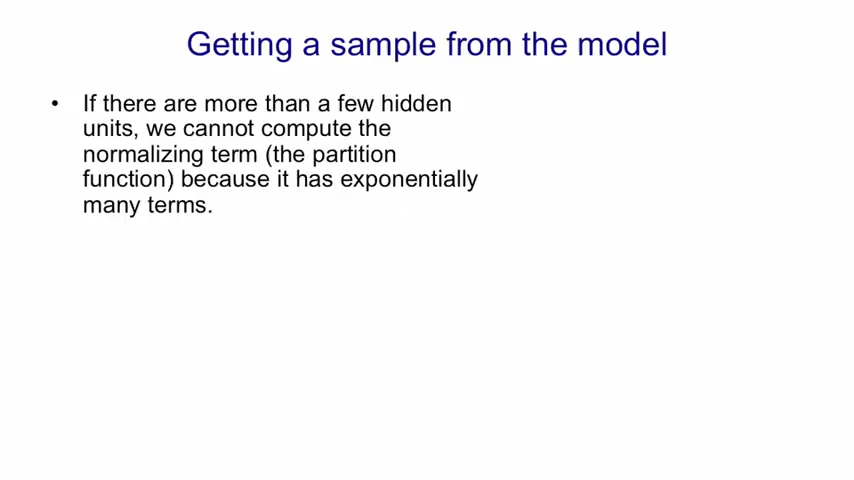 Getting a sample from the model
• If there are more than a few hidden
units, we cannot compute the
normalizing term (the partition
function) because it has exponentially
many terms.